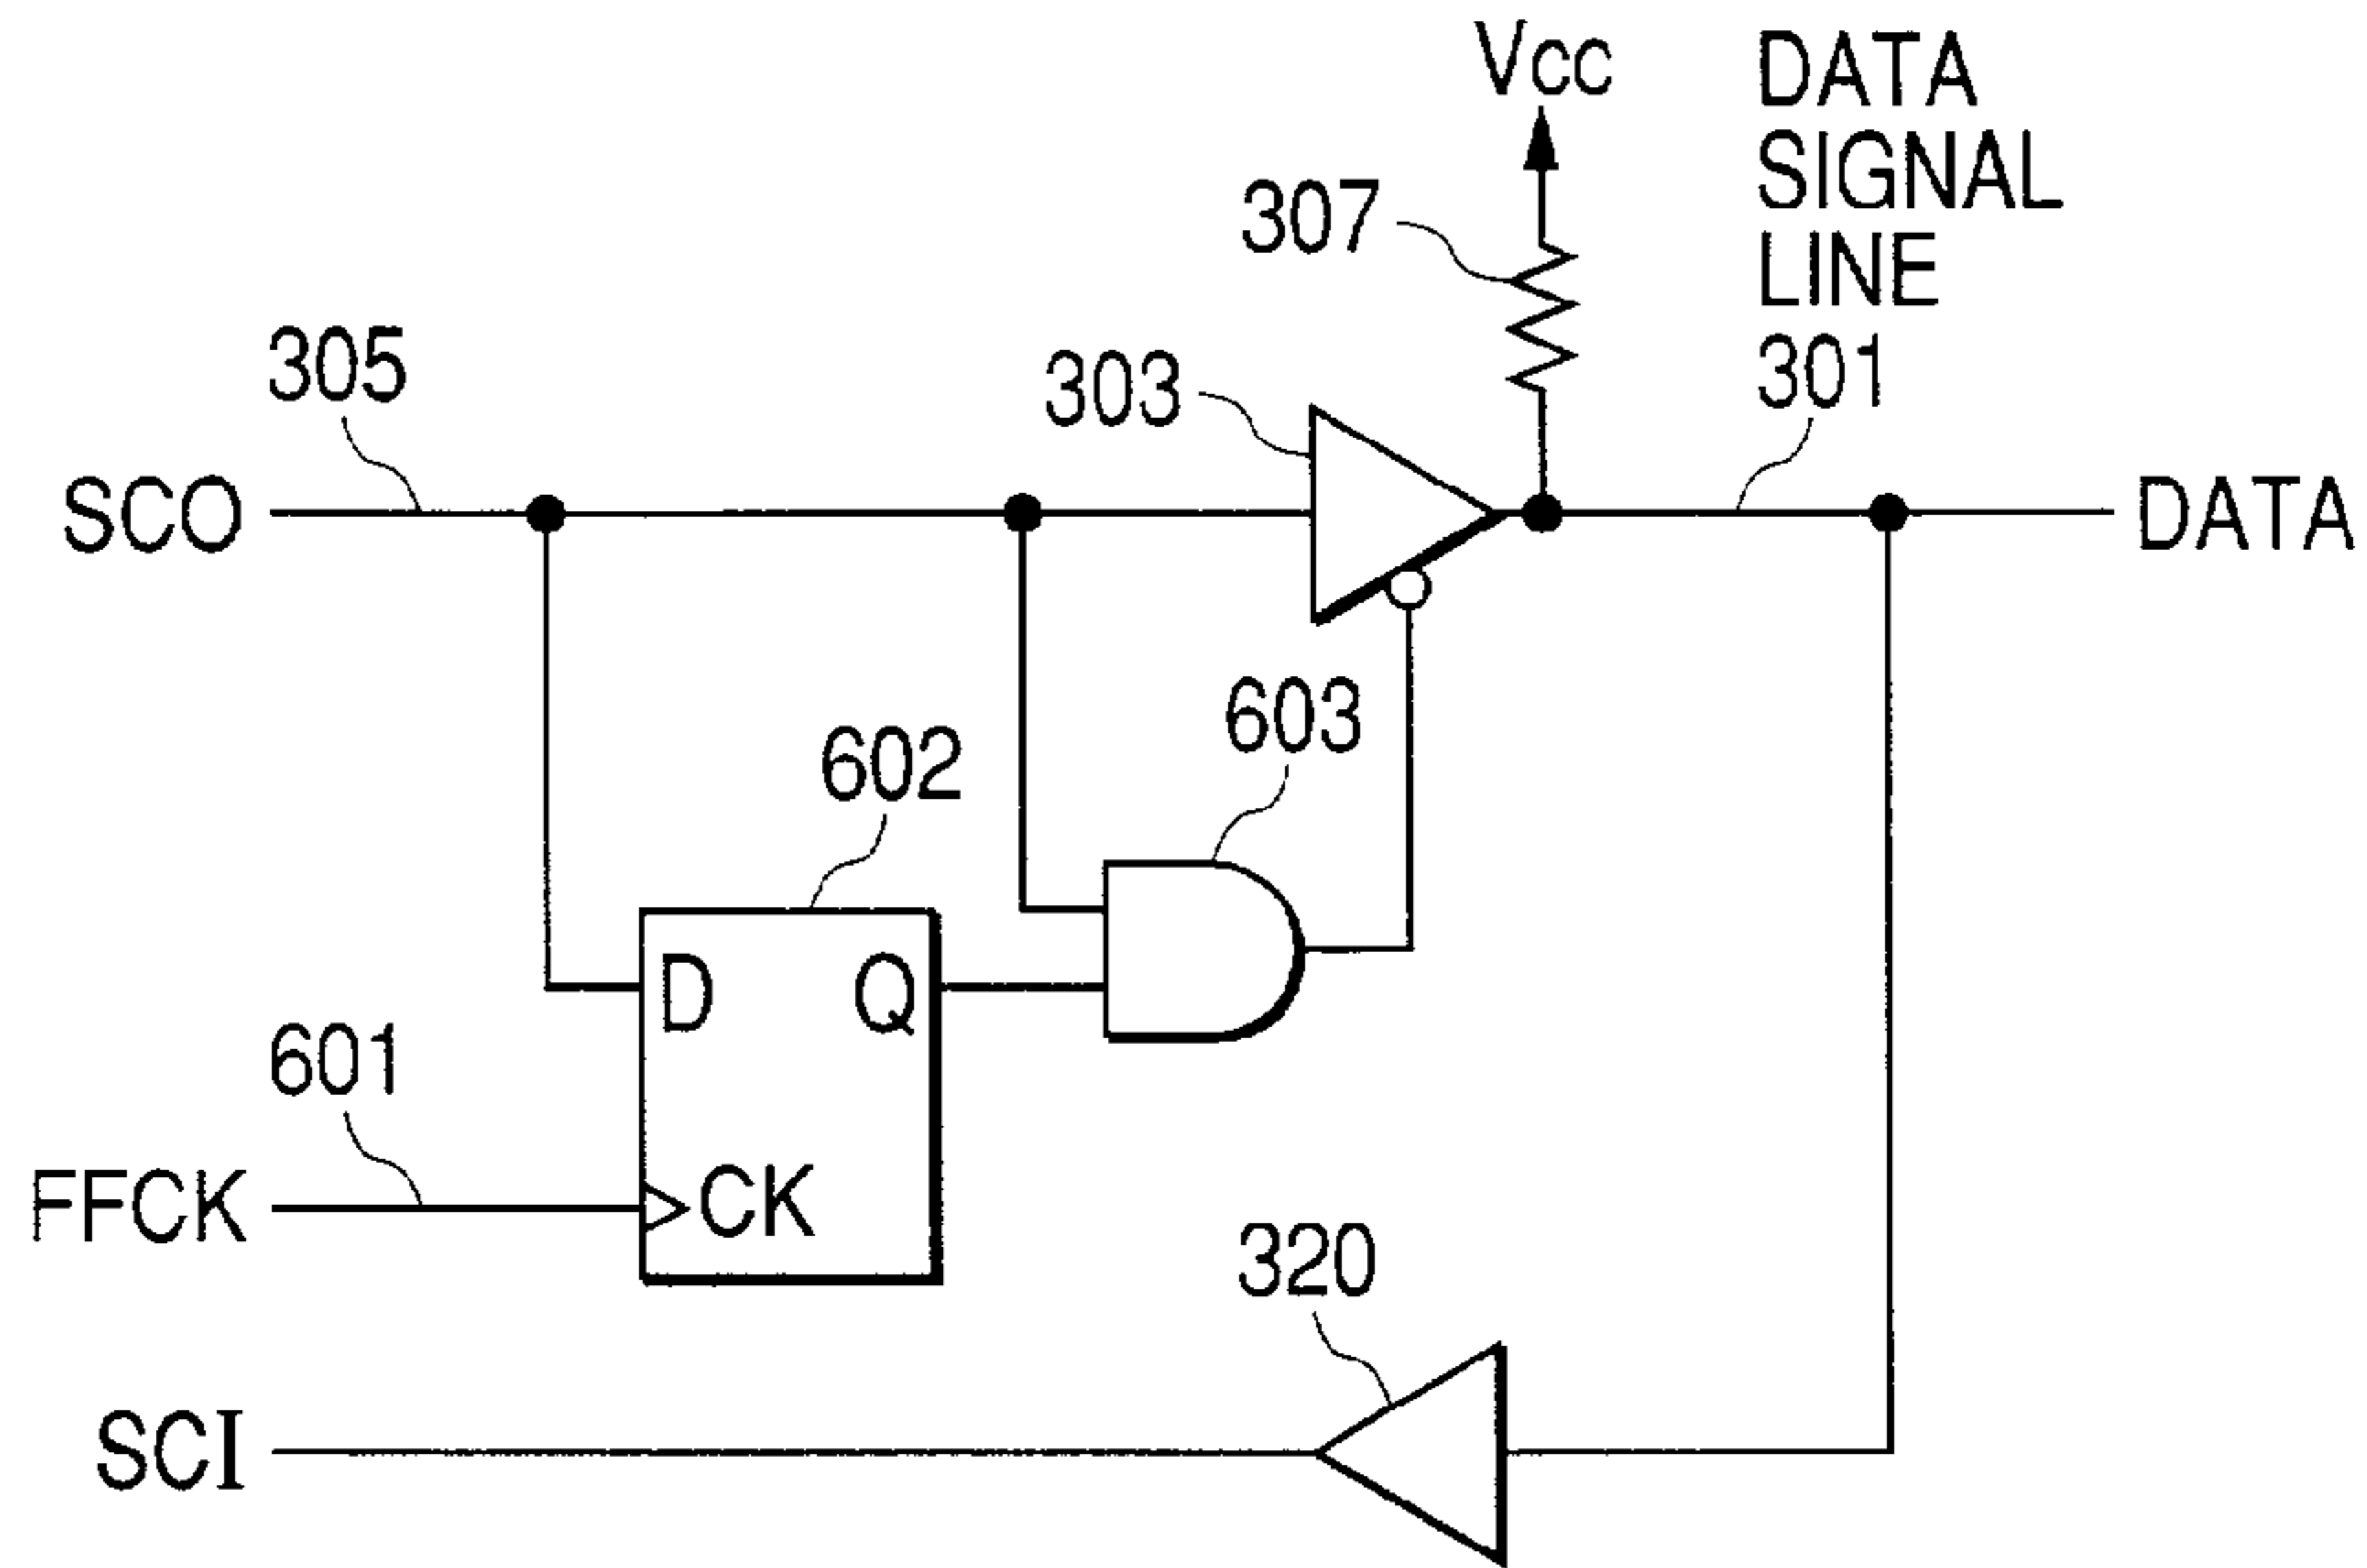 VCC
DATA
SIGNAL
LINE
301
307
305
303
SCO
DATA
603
602
D
Q
601
FFCK
CK
320
SCI